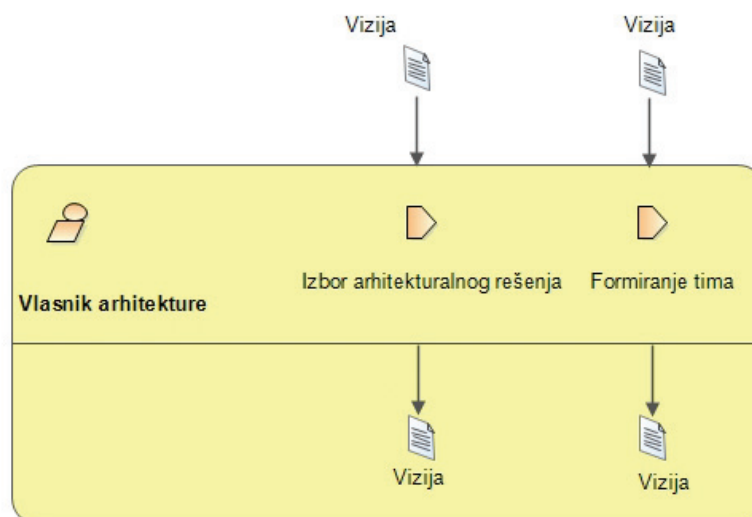 Vizija
Vizija
Izbor arhitekturalnog rešenja
Formiranje tima
Vlasnik arhitekture
Vizija
Vizija